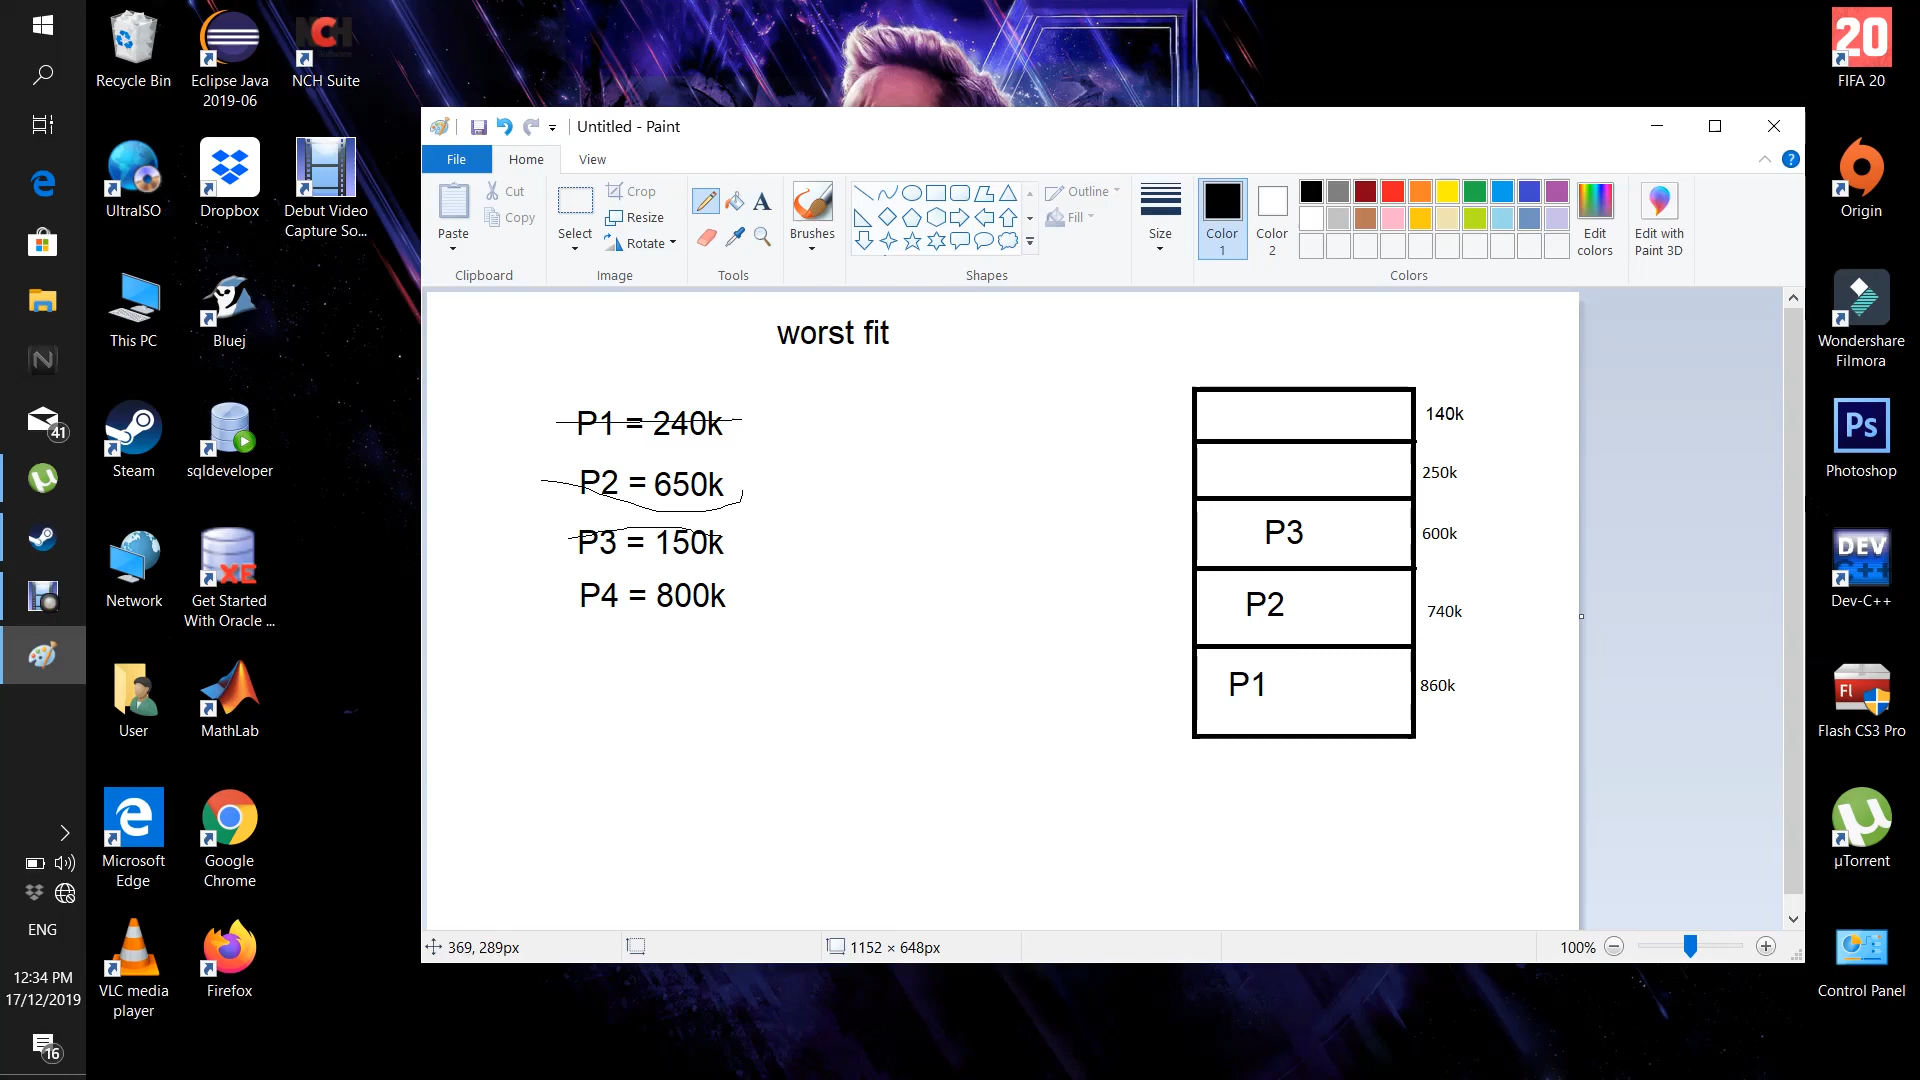 Recycle Bin
Eclipse Java
2019-06
NCH
NCH Suite
UltraISO
Dropbox
Debut Video
Capture So...
This PC
Bluej
Steam
sqldeveloper
Network
XE
Get Started
With Oracle ...
User
MathLab
Microsoft
Edge
Google
Chrome
VLC media
player
Firefox
N
41
ENG
12:34 PM
17/12/2019
16
Untitled - Paint
File
Home
View
Paste
Cut
Copy
Clipboard
Select
Crop
Resize
Rotate
Image
A
Tools
Brushes
Outline
Fill
Shapes
Size
Color
1
Color
2
Edit
colors
Edit with
Paint 3D
Colors
?
worst fit
P1 = 240k
P2 = 650k
P3 = 150k
P4 = 800k
140k
250k
P3
600k
P2
740k
P1
860k
369, 289px
1152 × 648px
100%
20
FIFA 20
Origin
Wondershare
Filmora
Ps
Photoshop
DEV
C++
Dev-C++
FL
Flash CS3 Pro
µTorrent
Control Panel